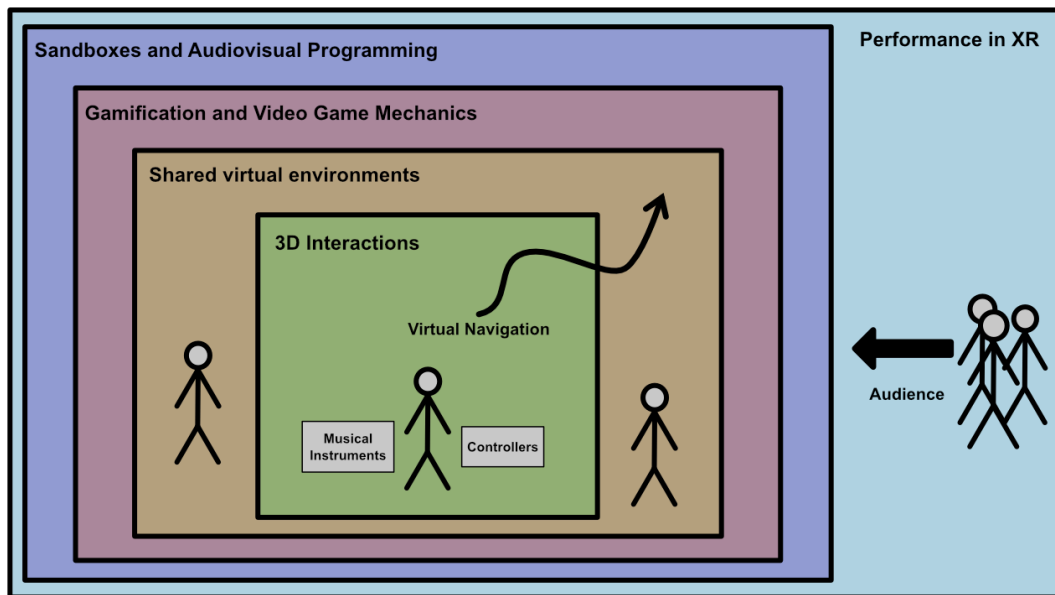 Performance in XR
Sandboxes and Audiovisual Programming
Gamification and Video Game Mechanics
Shared virtual environments
3D Interactions
Virtual Navigation
Musical
Instruments
Controllers
Audience